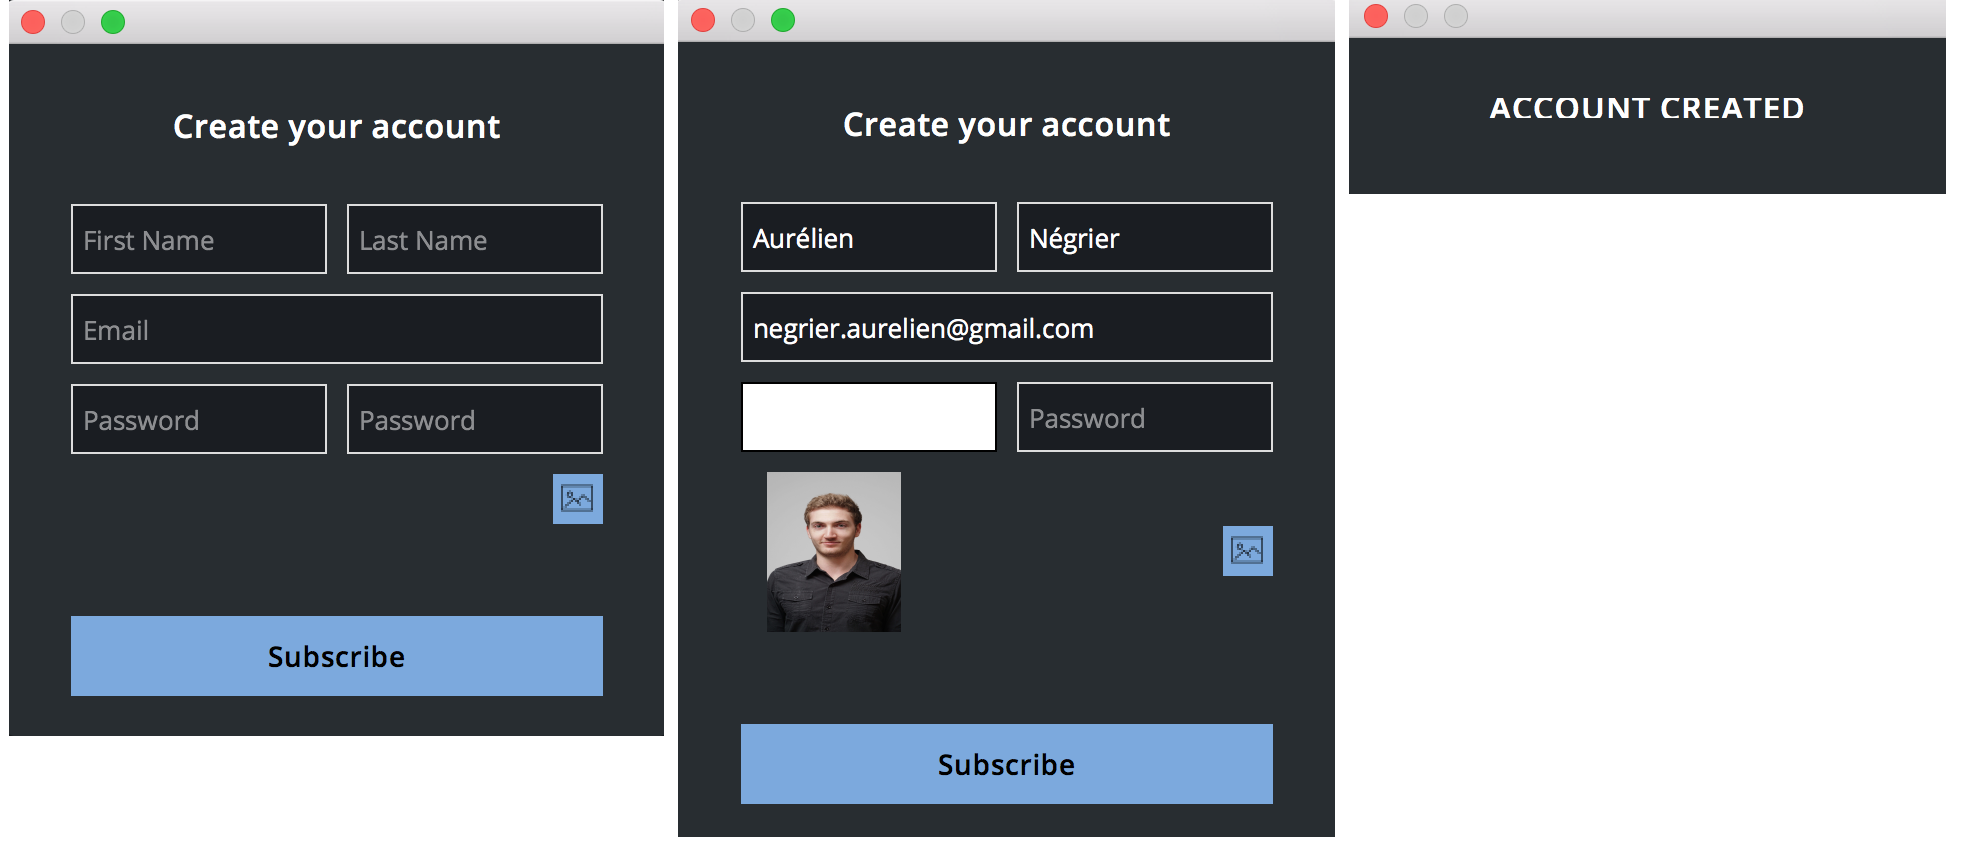 Create your account
First Name
Last Name
Email
Password
Password
Subscribe
Create your account
Aurélien
Négrier
negrier.aurelien@gmail.com
Password
Subscribe
ACCOUNT CREATED